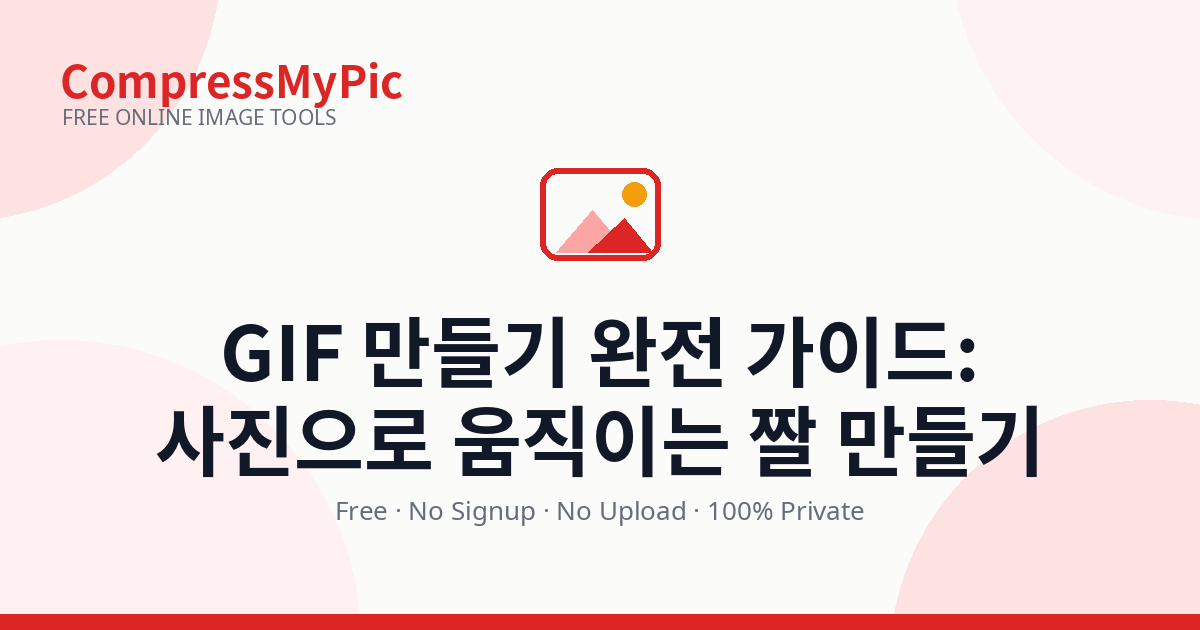 CompressMyPic
FREE ONLINE IMAGE TOOLS
GIF 만들기 완전 가이드:
사진으로 움직이는 짤 만들기
Free · No Signup · No Upload · 100% Private